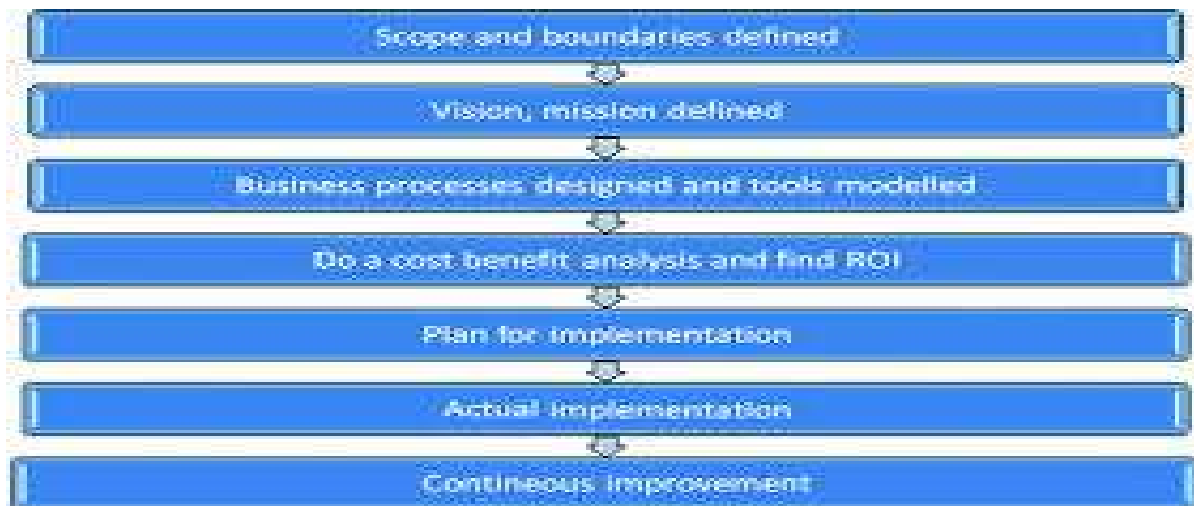 Scope and boundaries defined
Vision, mission defined
Business processes designed and tools modelled
Do a cost benefit analysis and find ROI
Plan for implementation
Actual implementation
Contineous improvement